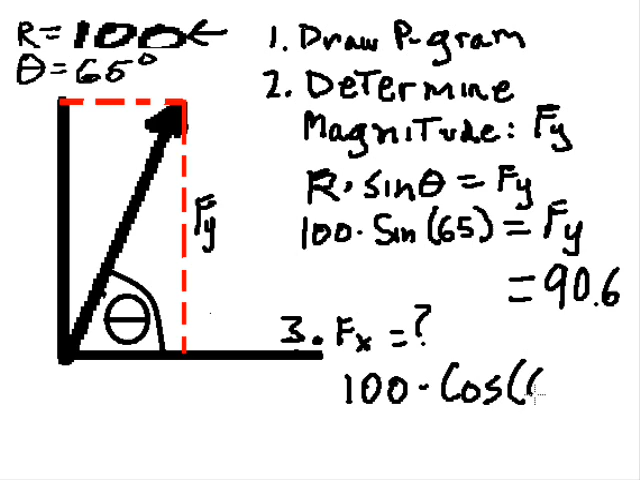 R = 100 ←
θ = 65°
1. Draw P-gram
2. DeTermine
MagniTude: Fy
R · sinθ = Fy
100 · Sin (65) = Fy
= 90.6
Fy
θ
3. Fx = ?
100 · Cos(